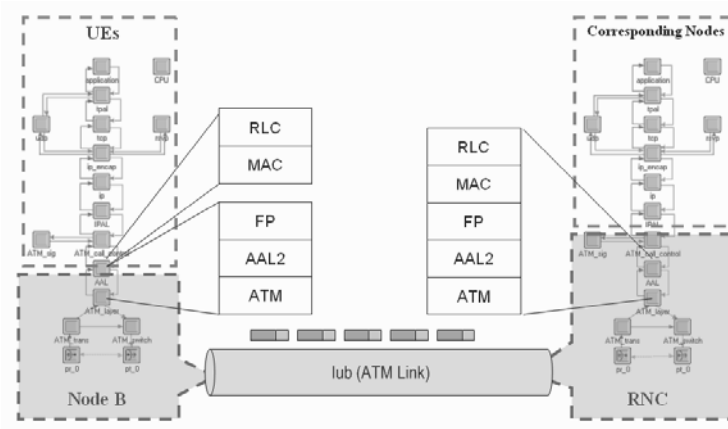 UEs
application
CPU
tpal
udp
tcp
rsvp
ip_encap
ip
IPAL
ATM_sig
ATM_call_control
AAL
ATM_layer
ATM_trans
ATM_switch
pt_0
Node B
RLC
MAC
FP
AAL2
ATM
RLC
MAC
FP
AAL2
ATM
Iub (ATM Link)
Corresponding Nodes
application
CPU
tpal
udp
tcp
rsvp
ip_encap
ip
IPAL
ATM_sig
ATM_call_control
AAL
ATM_layer
ATM_trans
ATM_switch
pt_0
RNC